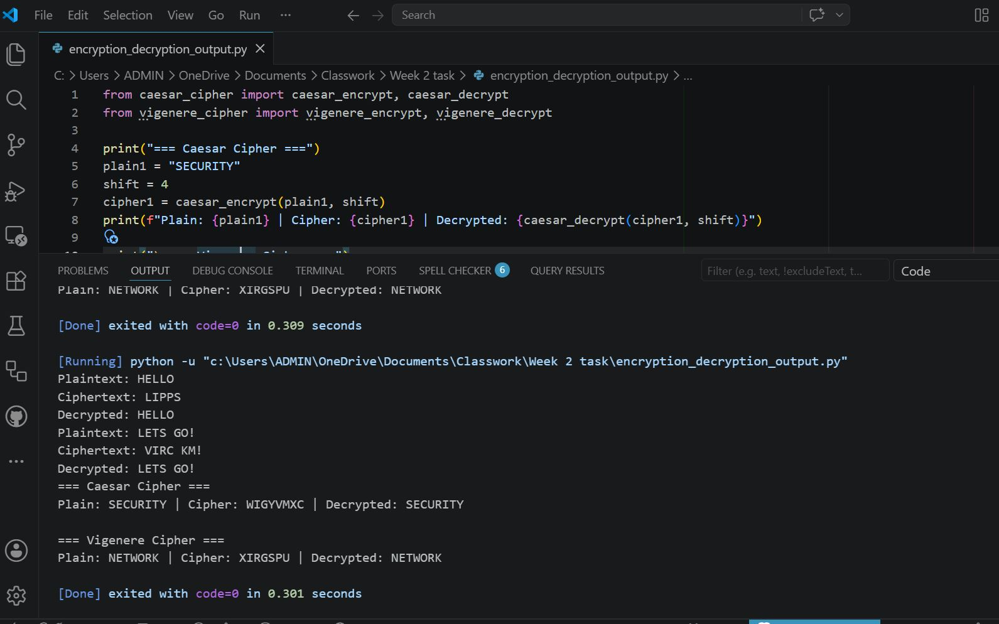 File Edit Selection View Go Run ··· Search
encryption_decryption_output.py
C: > Users > ADMIN > OneDrive > Documents > Classwork > Week 2 task > encryption_decryption_output.py > ...
1 from caesar_cipher import caesar_encrypt, caesar_decrypt
2 from vigenere_cipher import vigenere_encrypt, vigenere_decrypt
3
4 print("=== Caesar Cipher ===")
5 plain1 = "SECURITY"
6 shift = 4
7 cipher1 = caesar_encrypt(plain1, shift)
8 print(f"Plain: {plain1} | Cipher: {cipher1} | Decrypted: {caesar_decrypt(cipher1, shift)}")
9
PROBLEMS OUTPUT DEBUG CONSOLE TERMINAL PORTS SPELL CHECKER 6 QUERY RESULTS Filter (e.g. text, !excludeText, t... Code
Plain: NETWORK | Cipher: XIRGSPU | Decrypted: NETWORK
[Done] exited with code=0 in 0.309 seconds
[Running] python -u "c:\Users\ADMIN\OneDrive\Documents\Classwork\Week 2 task\encryption_decryption_output.py"
Plaintext: HELLO
Ciphertext: LIPPS
Decrypted: HELLO
Plaintext: LETS GO!
Ciphertext: VIRC KM!
Decrypted: LETS GO!
=== Caesar Cipher ===
Plain: SECURITY | Cipher: WIGYVMXC | Decrypted: SECURITY
=== Vigenere Cipher ===
Plain: NETWORK | Cipher: XIRGSPU | Decrypted: NETWORK
[Done] exited with code=0 in 0.301 seconds